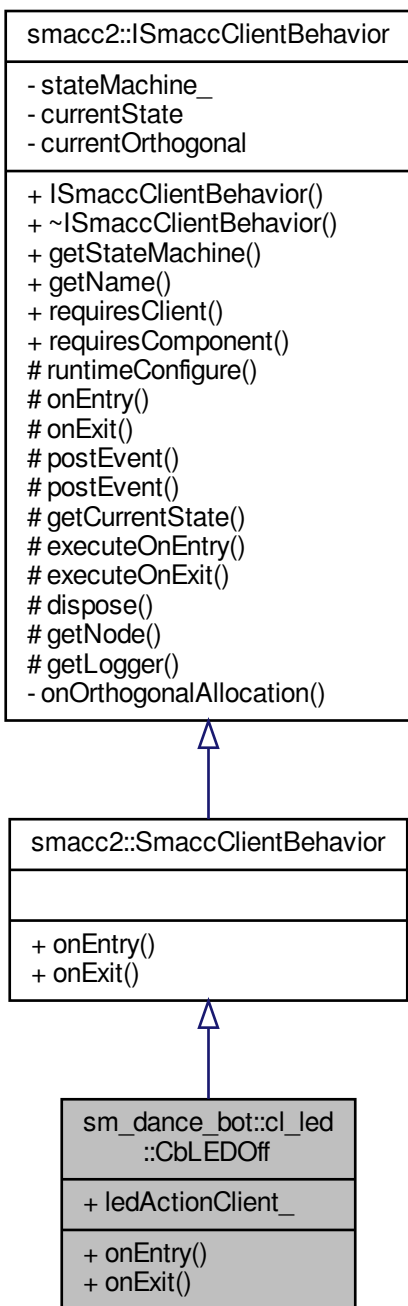 smacc2::ISmaccClientBehavior
- stateMachine_
- currentState
- currentOrthogonal
+ ISmaccClientBehavior()
+ ~ISmaccClientBehavior()
+ getStateMachine()
+ getName()
+ requiresClient()
+ requiresComponent()
# runtimeConfigure()
# onEntry()
# onExit()
# postEvent()
# postEvent()
# getCurrentState()
# executeOnEntry()
# executeOnExit()
# dispose()
# getNode()
# getLogger()
- onOrthogonalAllocation()
smacc2::SmaccClientBehavior
+ onEntry()
+ onExit()
sm_dance_bot::cl_led
::CbLEDOff
+ ledActionClient_
+ onEntry()
+ onExit()